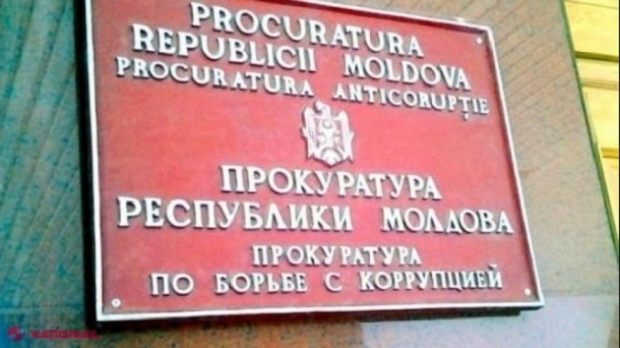 PROCURATURA
REPUBLICII MOLDOVA
PROCURATURA ANTICORUPȚIE
ПРОКУРАТУРА
РЕСПУБЛИКИ МОЛДОВА
ПРОКУРАТУРА
ПО БОРЬБЕ С КОРРУПЦИЕЙ